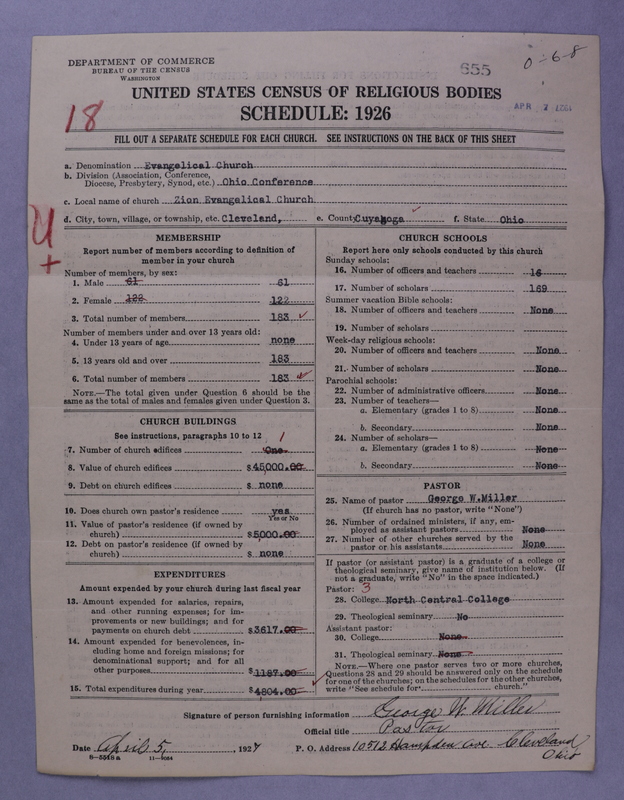 DEPARTMENT OF COMMERCE
BUREAU OF THE CENSUS
WASHINGTON
655
0-6-8
UNITED STATES CENSUS OF RELIGIOUS BODIES
SCHEDULE: 1926
APR 7
18
FILL OUT A SEPARATE SCHEDULE FOR EACH CHURCH. SEE INSTRUCTIONS ON THE BACK OF THIS SHEET
a. Denomination Evangelical Church
b. Division (Association, Conference, Diocese, Presbytery, Synod, etc.) Ohio Conference
c. Local name of church Zion Evangelical Church
d. City, town, village, or township, etc. Cleveland, e. County Cuyahoga f. State Ohio
U
+
MEMBERSHIP
Report number of members according to definition of
member in your church
Number of members, by sex:
1. Male 61 61
2. Female 122 122
3. Total number of members 183
Number of members under and over 13 years old:
4. Under 13 years of age none
5. 13 years old and over 183
6. Total number of members 183
NOTE.—The total given under Question 6 should be the
same as the total of males and females given under Question 3.
CHURCH BUILDINGS
See instructions, paragraphs 10 to 12
1
7. Number of church edifices One
8. Value of church edifices $45000.00
9. Debt on church edifices $ none
10. Does church own pastor's residence yes
Yes or No
11. Value of pastor's residence (if owned by
church) $5000.00
12. Debt on pastor's residence (if owned by
church) $ none
EXPENDITURES
Amount expended by your church during last fiscal year
13. Amount expended for salaries, repairs,
and other running expenses; for im-
provements or new buildings; and for
payments on church debt $3617.00
14. Amount expended for benevolences, in-
cluding home and foreign missions; for
denominational support; and for all
other purposes $1187.00
15. Total expenditures during year $4804.00
CHURCH SCHOOLS
Report here only schools conducted by this church
Sunday schools:
16. Number of officers and teachers 16
17. Number of scholars 169
Summer vacation Bible schools:
18. Number of officers and teachers None
19. Number of scholars
Week-day religious schools:
20. Number of officers and teachers None
21. Number of scholars None
Parochial schools:
22. Number of administrative officers None
23. Number of teachers—
a. Elementary (grades 1 to 8) None
b. Secondary None
24. Number of scholars—
a. Elementary (grades 1 to 8) None
b. Secondary None
PASTOR
25. Name of pastor George W.Miller
(If church has no pastor, write "None")
26. Number of ordained ministers, if any, em-
ployed as assistant pastors None
27. Number of other churches served by the
pastor or his assistants None
If pastor (or assistant pastor) is a graduate of a college or
theological seminary, give name of institution below. (If
not a graduate, write "No" in the space indicated.)
Pastor: 3
28. College North Central College
29. Theological seminary No
Assistant pastor:
30. College None
31. Theological seminary None
NOTE.—Where one pastor serves two or more churches,
Questions 28 and 29 should be answered only on the schedule
for one of the churches; on the schedules for the other churches,
write "See schedule for church."
Signature of person furnishing information George W. Miller
Official title Pastor
Date April 5, 1927 P. O. Address 10512 Hampden ave. Cleveland
Ohio